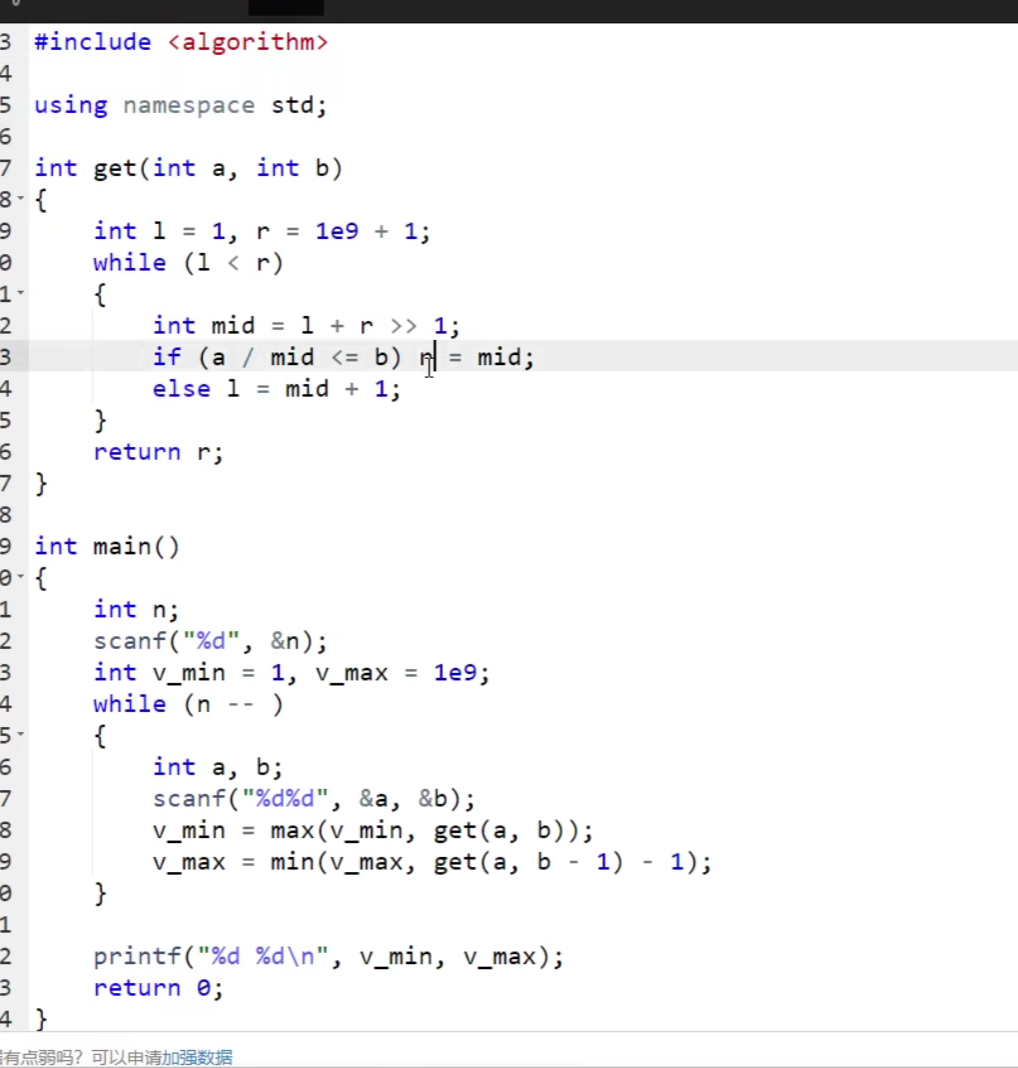 3 #include <algorithm>
4
5 using namespace std;
6
7 int get(int a, int b)
8 {
9     int l = 1, r = 1e9 + 1;
0     while (l < r)
1     {
2         int mid = l + r >> 1;
3         if (a / mid <= b) r = mid;
4         else l = mid + 1;
5     }
6     return r;
7 }
8
9 int main()
0 {
1     int n;
2     scanf("%d", &n);
3     int v_min = 1, v_max = 1e9;
4     while (n -- )
5     {
6         int a, b;
7         scanf("%d%d", &a, &b);
8         v_min = max(v_min, get(a, b));
9         v_max = min(v_max, get(a, b - 1) - 1);
0     }
1
2     printf("%d %d\n", v_min, v_max);
3     return 0;
4 }
有点弱吗？可以申请加强数据